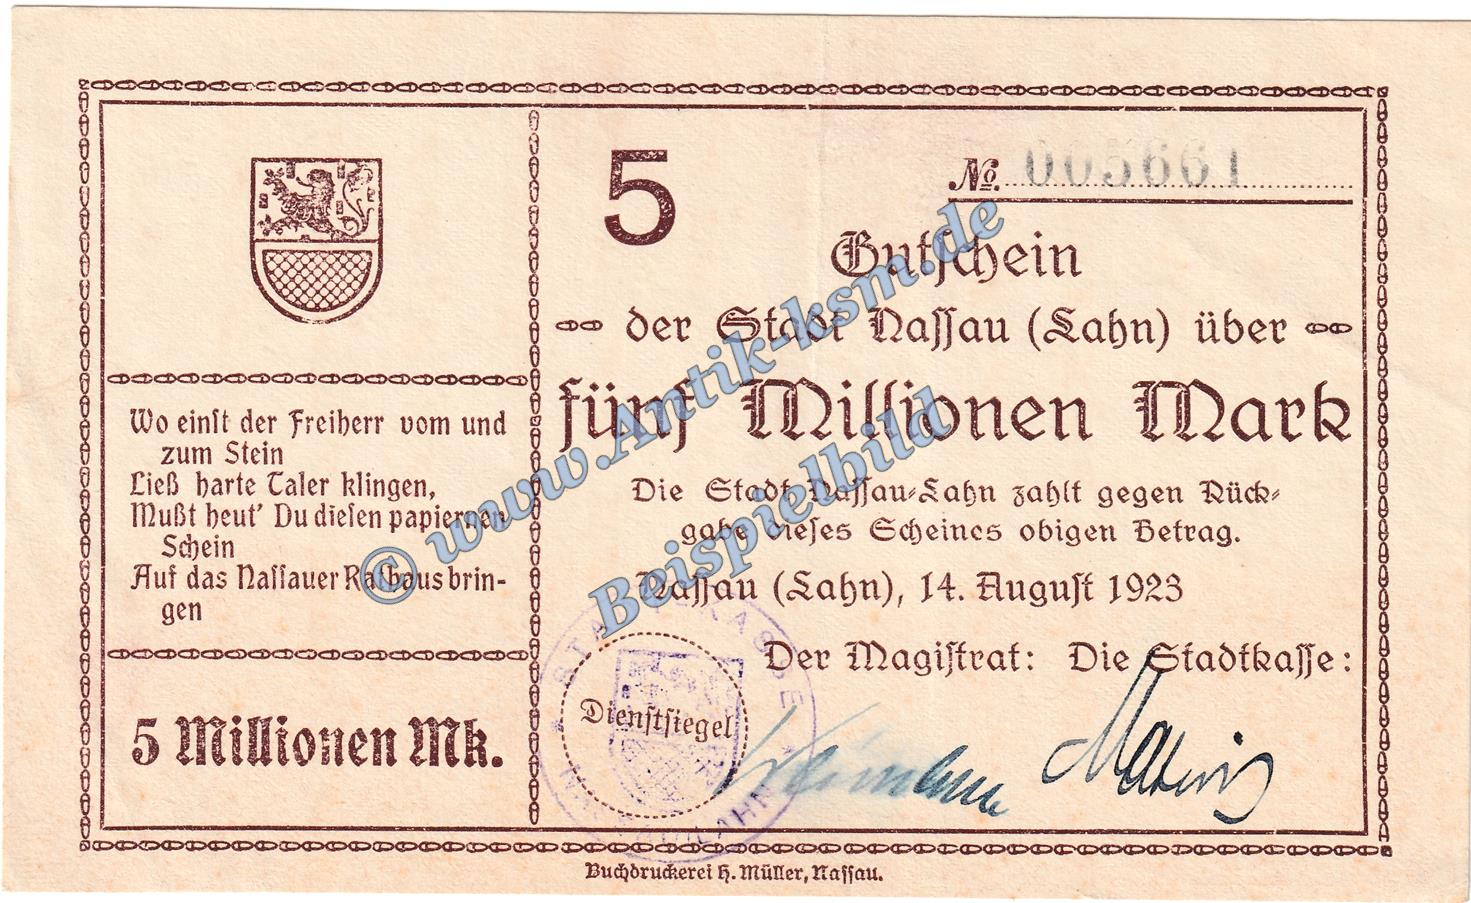 5
№ 005661
Gutschein
der Stadt Nassau (Lahn) über
fünf Millionen Mark
Die Stadt Nassau-Lahn zahlt gegen Rück-
gabe dieses Scheines obigen Betrag.
Nassau (Lahn), 14. August 1923
Der Magistrat: Die Stadtkasse:
Wo einst der Freiherr vom und
zum Stein
Ließ harte Taler klingen,
Mußt heut' Du diesen papierner
Schein
Auf das Nassauer Rathaus brin-
gen
5 Millionen Mk.
STADTKASSE
Dienstsiegel
Buchdruckerei H. Müller, Nassau.
© www.Antik-ksm.de
Beispielbild